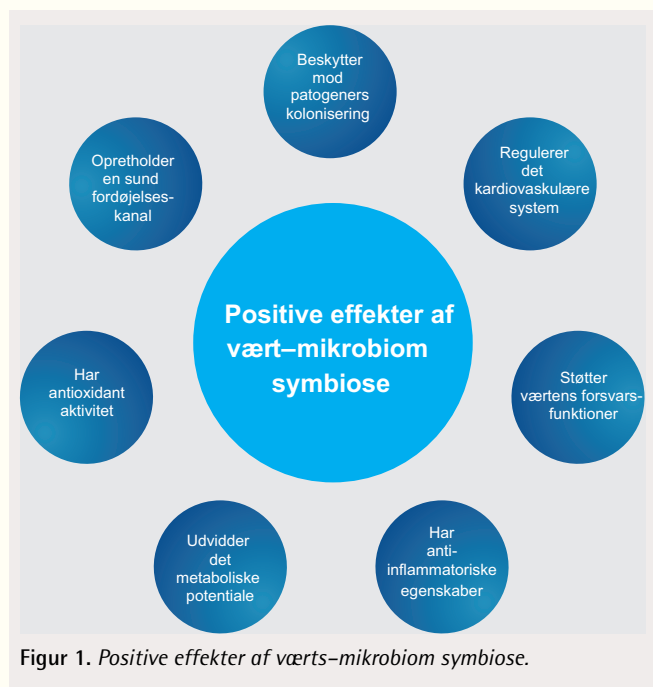 Beskytter
mod
patogeners
kolonisering
Regulerer
det
kardiovaskulære
system
Støtter
værtens forsvars-
funktioner
Har
anti-
inflammatoriske
egenskaber
Udvidder
det
metaboliske
potentiale
Har
antioxidant
aktivitet
Opretholder
en sund
fordøjelses-
kanal
Positive effekter af
vært–mikrobiom
symbiose
Figur 1. Positive effekter af værts–mikrobiom symbiose.